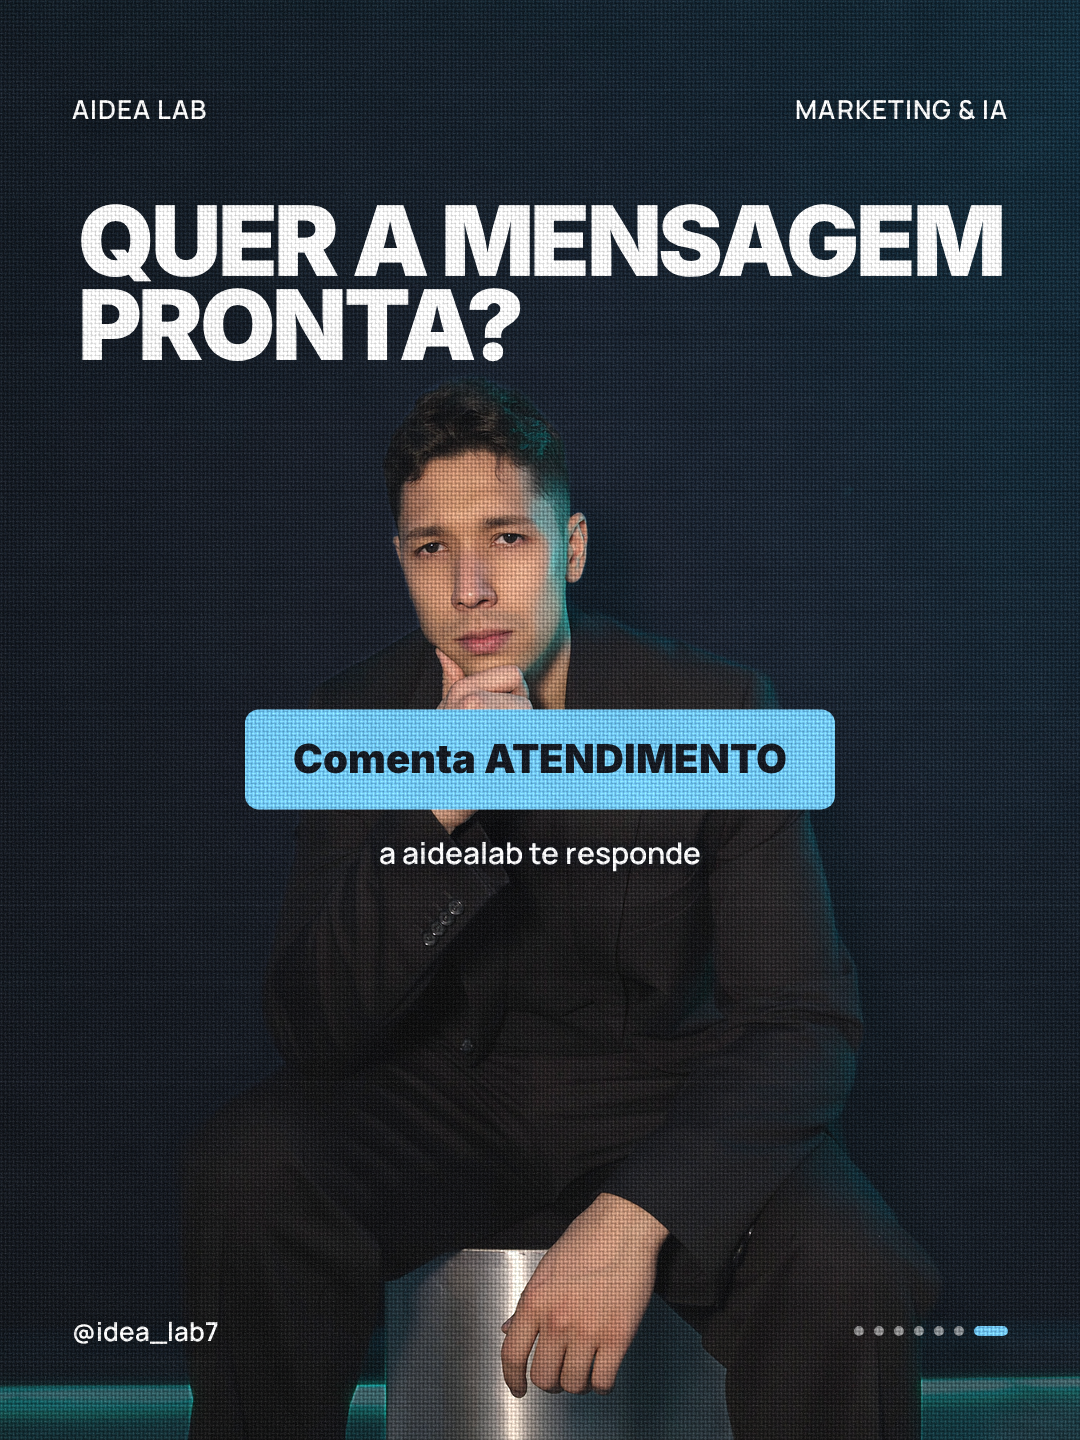 AIDEA LAB
MARKETING & IA
QUER A MENSAGEM
PRONTA?
Comenta ATENDIMENTO
a aidealab te responde
@idea_lab7